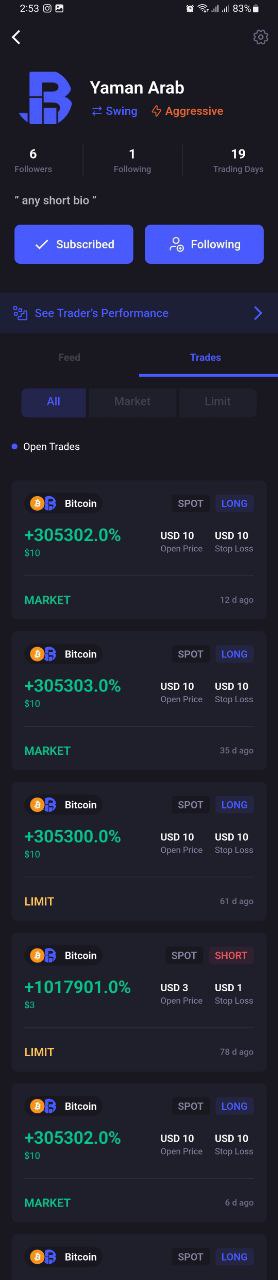 2:53 83%
Yaman Arab
Swing Aggressive
6 1 19
Followers Following Trading Days
” any short bio ”
Subscribed Following
See Trader's Performance
Feed Trades
All Market Limit
Open Trades
Bitcoin SPOT LONG
+305302.0% USD 10 USD 10
$10 Open Price Stop Loss
MARKET 12 d ago
Bitcoin SPOT LONG
+305303.0% USD 10 USD 10
$10 Open Price Stop Loss
MARKET 35 d ago
Bitcoin SPOT LONG
+305300.0% USD 10 USD 10
$10 Open Price Stop Loss
LIMIT 61 d ago
Bitcoin SPOT SHORT
+1017901.0% USD 3 USD 1
$3 Open Price Stop Loss
LIMIT 78 d ago
Bitcoin SPOT LONG
+305302.0% USD 10 USD 10
$10 Open Price Stop Loss
MARKET 6 d ago
Bitcoin SPOT LONG